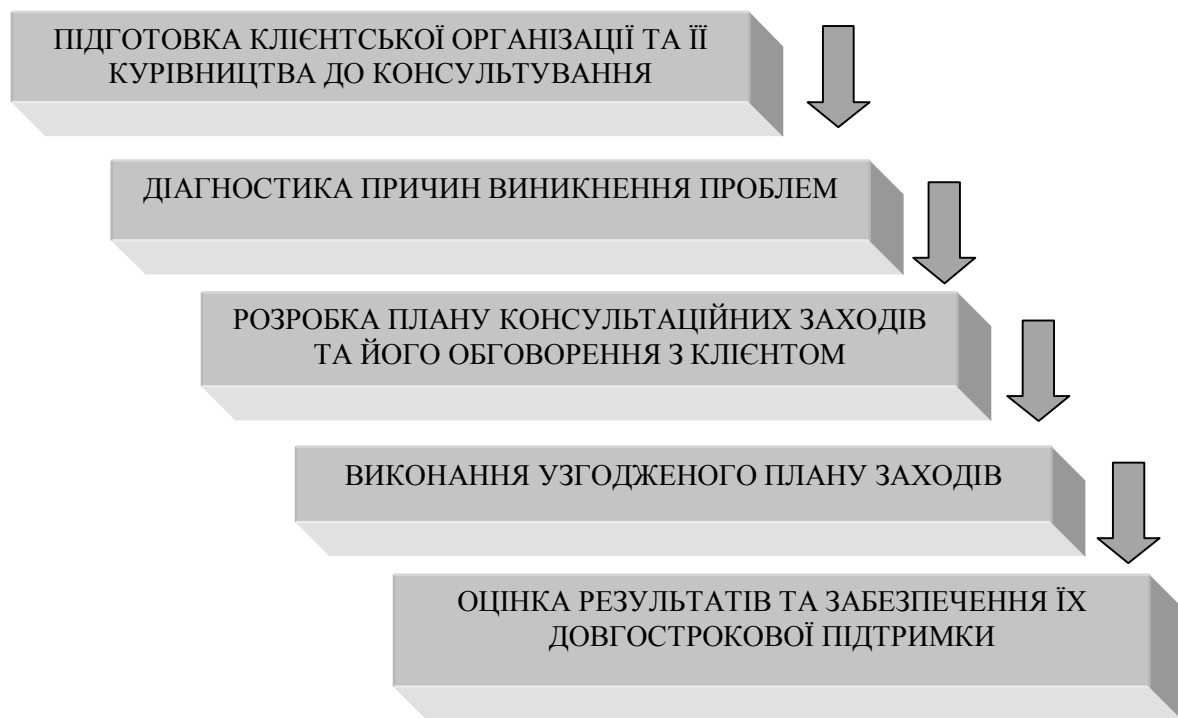 ПІДГОТОВКА КЛІЄНТСЬКОЇ ОРГАНІЗАЦІЇ ТА ЇЇ
КУРІВНИЦТВА ДО КОНСУЛЬТУВАННЯ
ДІАГНОСТИКА ПРИЧИН ВИНИКНЕННЯ ПРОБЛЕМ
РОЗРОБКА ПЛАНУ КОНСУЛЬТАЦІЙНИХ ЗАХОДІВ
ТА ЙОГО ОБГОВОРЕННЯ З КЛІЄНТОМ
ВИКОНАННЯ УЗГОДЖЕНОГО ПЛАНУ ЗАХОДІВ
ОЦІНКА РЕЗУЛЬТАТІВ ТА ЗАБЕЗПЕЧЕННЯ ЇХ
ДОВГОСТРОКОВОЇ ПІДТРИМКИ